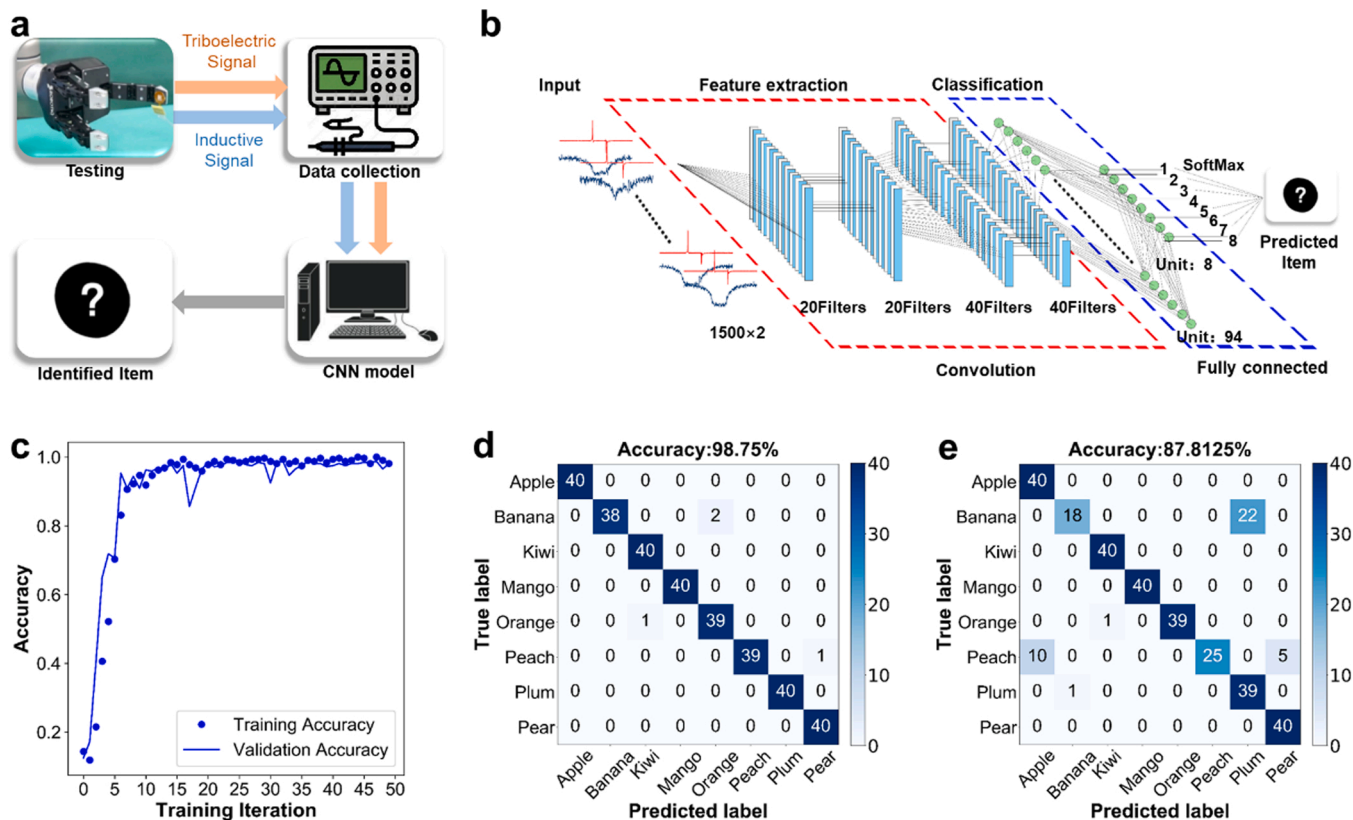 a
Triboelectric
Signal
Inductive
Signal
Testing
Data collection
?
Identified Item
CNN model
b
Input
Feature extraction
Classification
1500×2
20Filters
20Filters
40Filters
40Filters
Convolution
1
2
3
4
5
6
7
8
SoftMax
Unit：8
Unit：94
Fully connected
?
Predicted
Item
c
Accuracy
1.0
0.8
0.6
0.4
0.2
Training Accuracy
Validation Accuracy
0 5 10 15 20 25 30 35 40 45 50
Training Iteration
d
Accuracy:98.75%
True label
Apple 40 0 0 0 0 0 0 0
Banana 0 38 0 0 2 0 0 0
Kiwi 0 0 40 0 0 0 0 0
Mango 0 0 0 40 0 0 0 0
Orange 0 0 1 0 39 0 0 0
Peach 0 0 0 0 0 39 0 1
Plum 0 0 0 0 0 0 40 0
Pear 0 0 0 0 0 0 0 40
Apple Banana Kiwi Mango Orange Peach Plum Pear
Predicted label
40
30
20
10
0
e
Accuracy:87.8125%
True label
Apple 40 0 0 0 0 0 0 0
Banana 0 18 0 0 0 0 22 0
Kiwi 0 0 40 0 0 0 0 0
Mango 0 0 0 40 0 0 0 0
Orange 0 0 1 0 39 0 0 0
Peach 10 0 0 0 0 25 0 5
Plum 0 1 0 0 0 0 39 0
Pear 0 0 0 0 0 0 0 40
Apple Banana Kiwi Mango Orange Peach Plum Pear
Predicted label
40
30
20
10
0